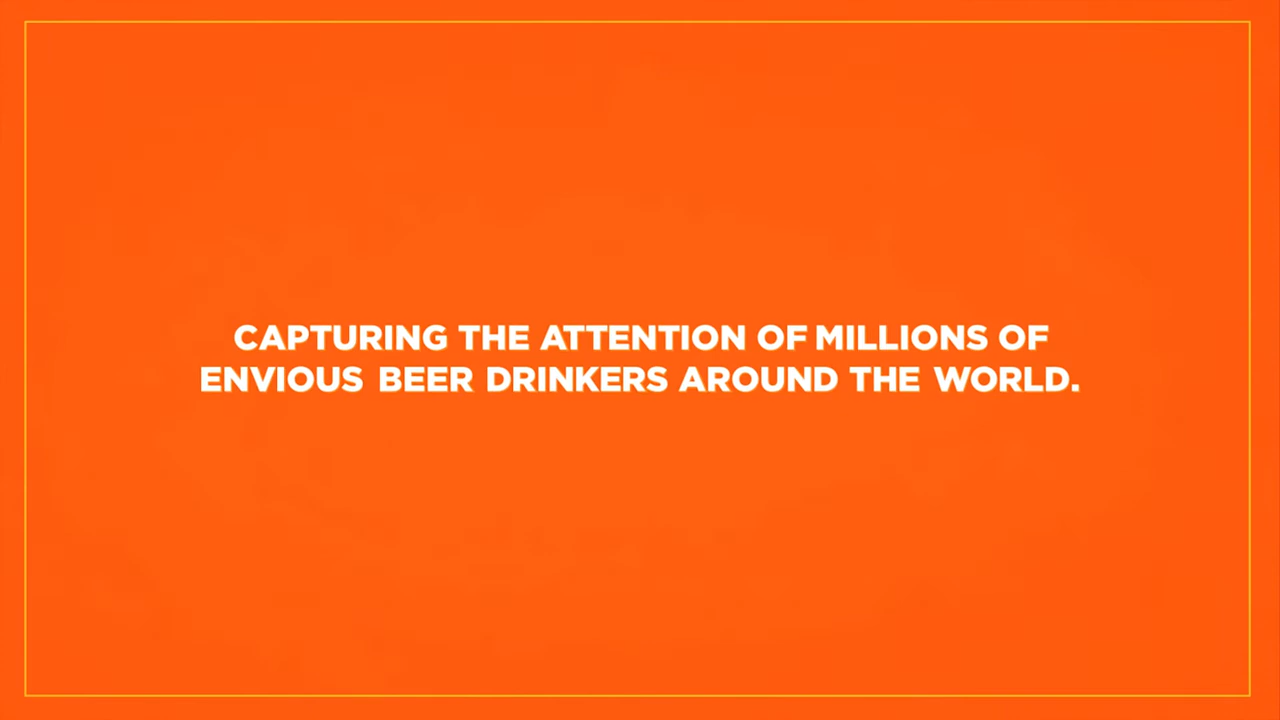 CAPTURING THE ATTENTION OF MILLIONS OF
ENVIOUS BEER DRINKERS AROUND THE WORLD.